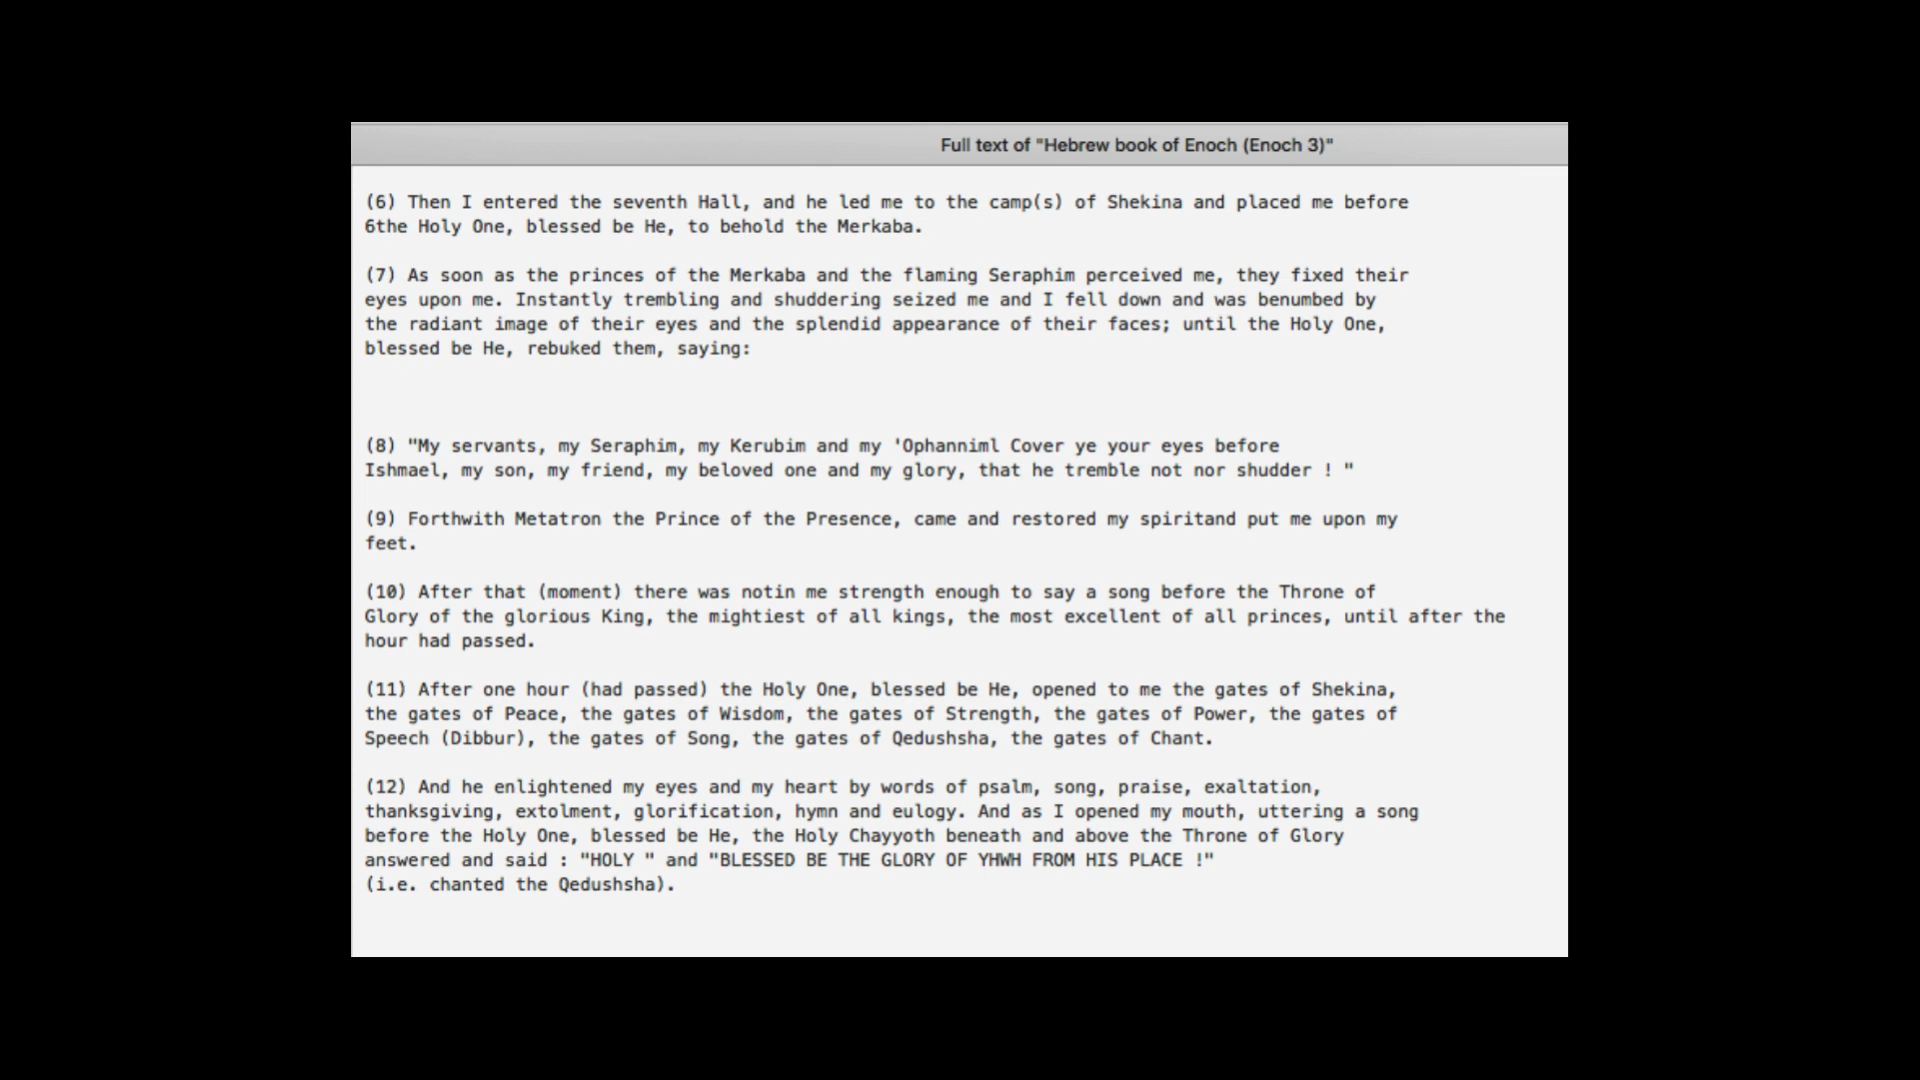 Full text of "Hebrew book of Enoch (Enoch 3)"
(6) Then I entered the seventh Hall, and he led me to the camp(s) of Shekina and placed me before
6the Holy One, blessed be He, to behold the Merkaba.
(7) As soon as the princes of the Merkaba and the flaming Seraphim perceived me, they fixed their
eyes upon me. Instantly trembling and shuddering seized me and I fell down and was benumbed by
the radiant image of their eyes and the splendid appearance of their faces; until the Holy One,
blessed be He, rebuked them, saying:
(8) "My servants, my Seraphim, my Kerubim and my 'Ophanniml Cover ye your eyes before
Ishmael, my son, my friend, my beloved one and my glory, that he tremble not nor shudder ! "
(9) Forthwith Metatron the Prince of the Presence, came and restored my spiritand put me upon my
feet.
(10) After that (moment) there was notin me strength enough to say a song before the Throne of
Glory of the glorious King, the mightiest of all kings, the most excellent of all princes, until after the
hour had passed.
(11) After one hour (had passed) the Holy One, blessed be He, opened to me the gates of Shekina,
the gates of Peace, the gates of Wisdom, the gates of Strength, the gates of Power, the gates of
Speech (Dibbur), the gates of Song, the gates of Qedushsha, the gates of Chant.
(12) And he enlightened my eyes and my heart by words of psalm, song, praise, exaltation,
thanksgiving, extolment, glorification, hymn and eulogy. And as I opened my mouth, uttering a song
before the Holy One, blessed be He, the Holy Chayyoth beneath and above the Throne of Glory
answered and said : "HOLY " and "BLESSED BE THE GLORY OF YHWH FROM HIS PLACE !"
(i.e. chanted the Qedushsha).